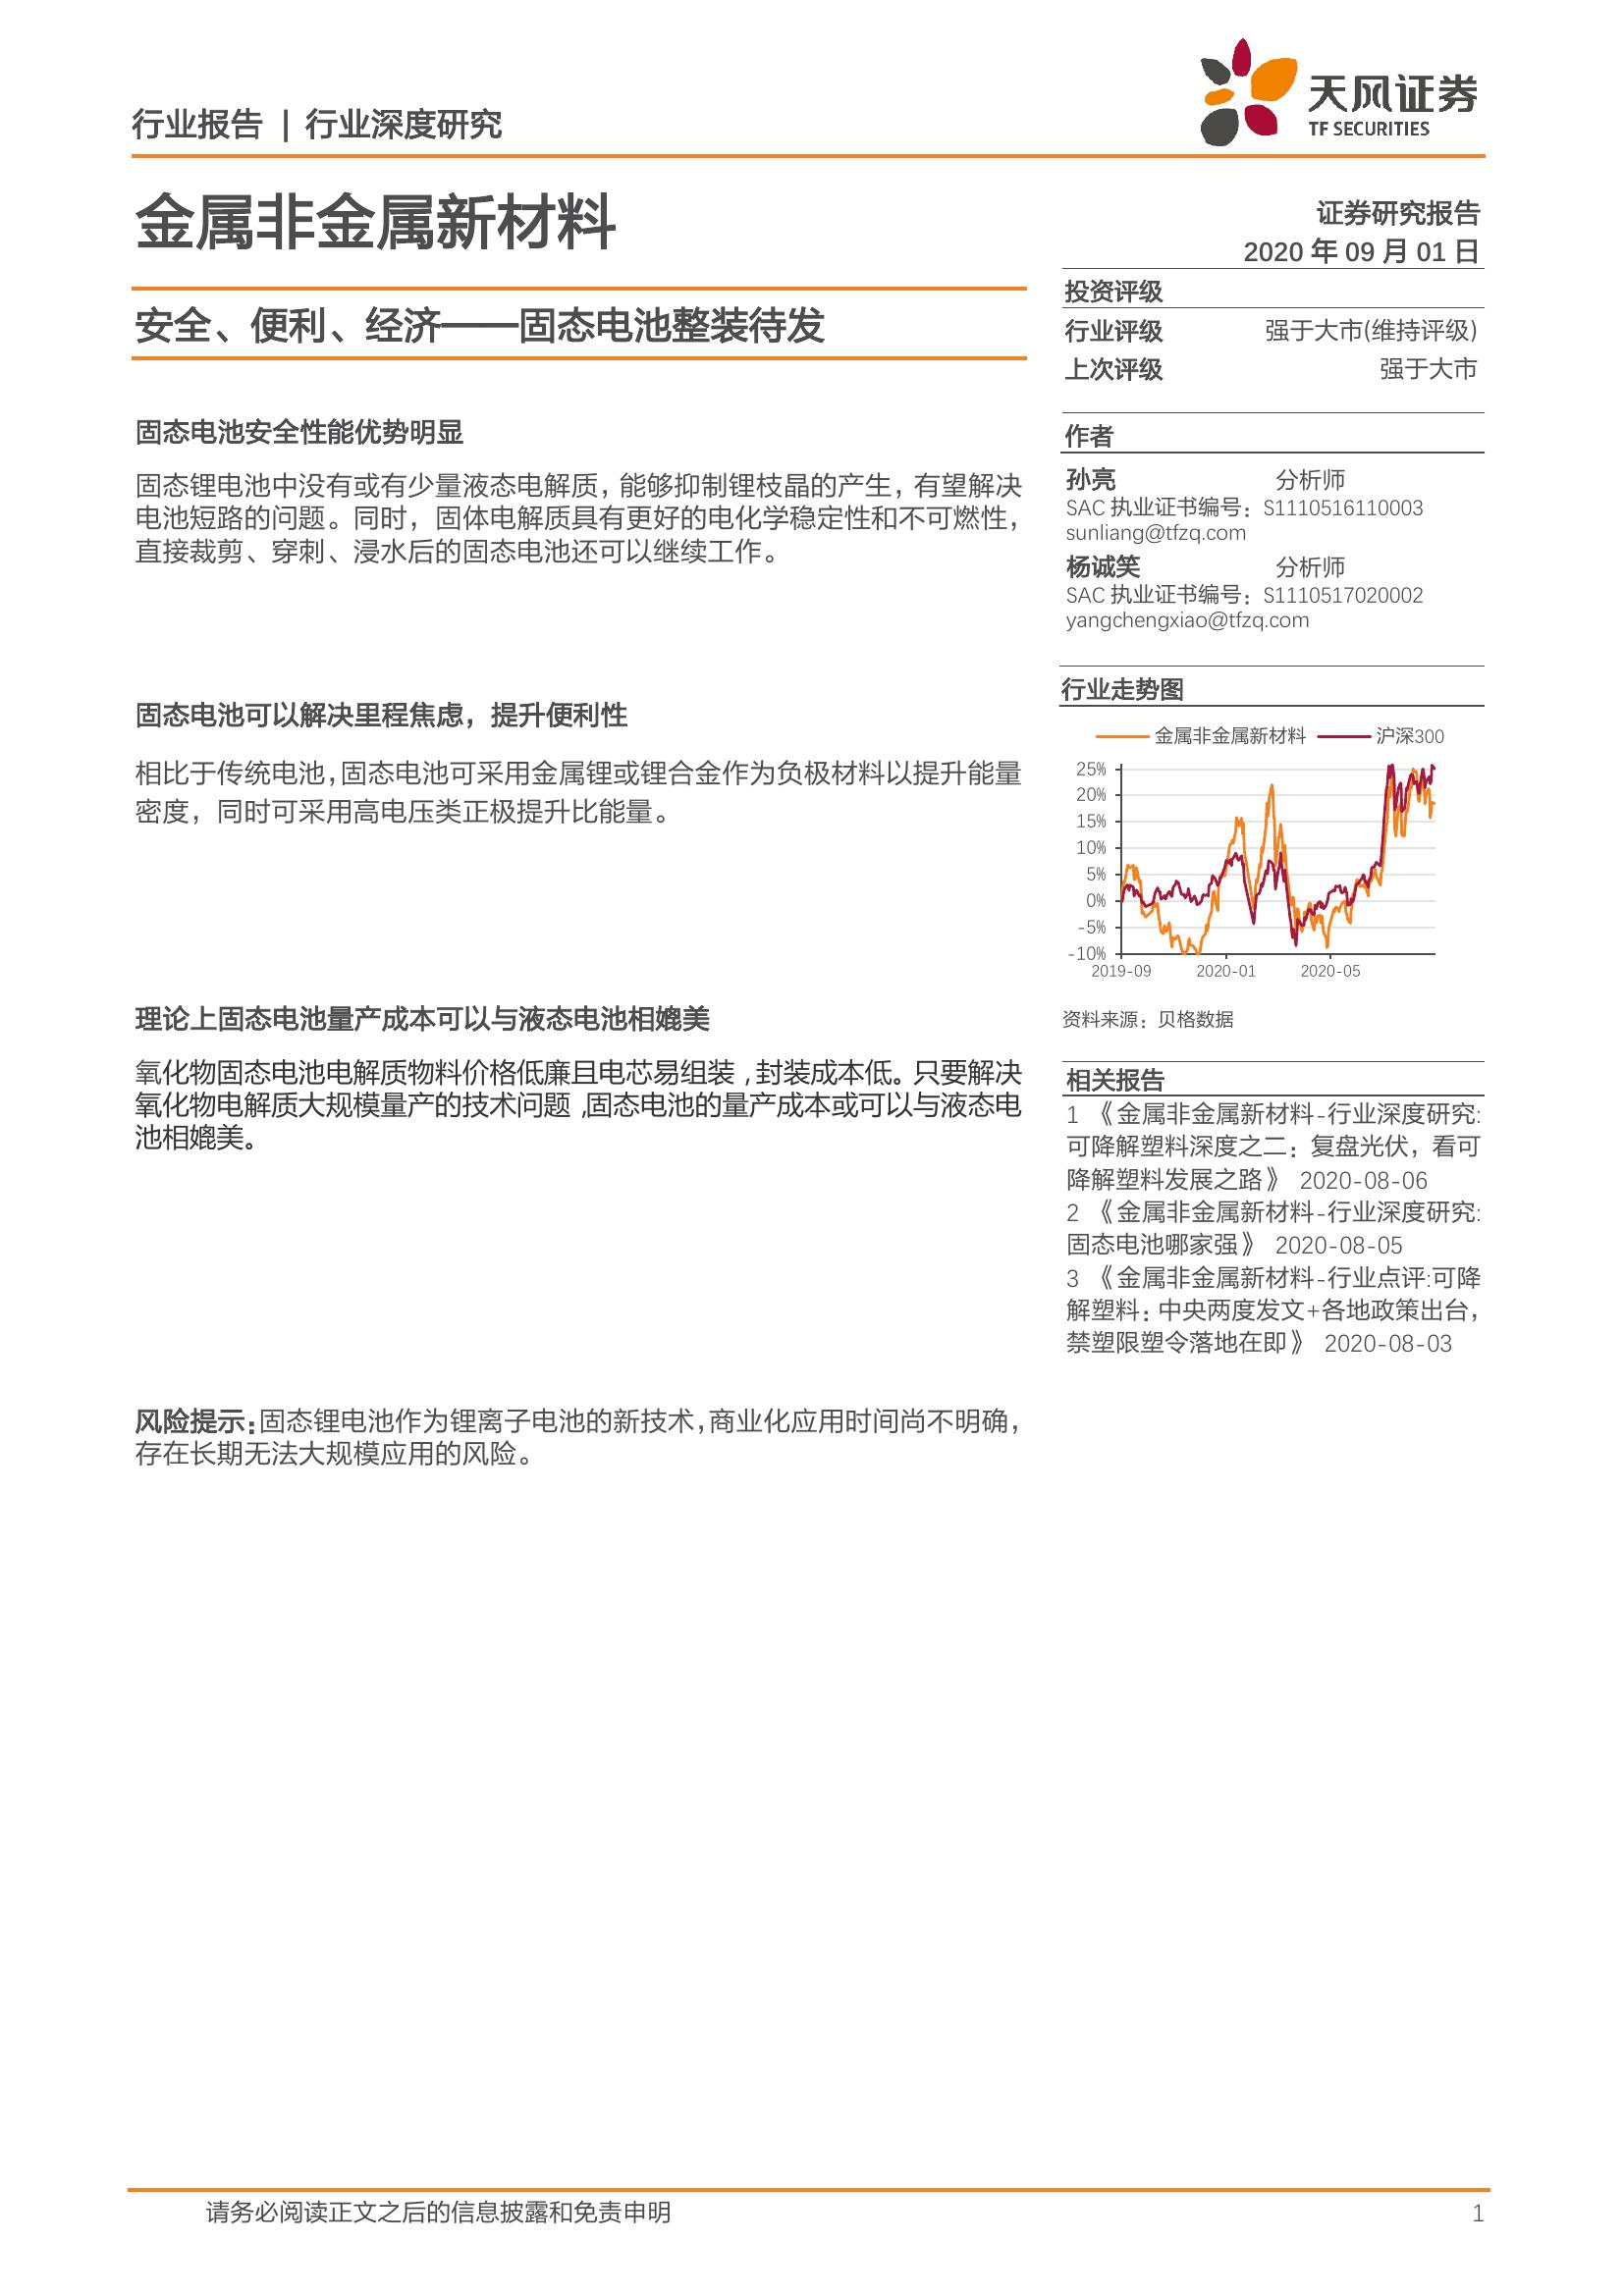 行业报告 | 行业深度研究
天风证券
TF SECURITIES
金属非金属新材料
证券研究报告
2020 年 09 月 01 日
安全、便利、经济——固态电池整装待发
投资评级
行业评级 强于大市(维持评级)
上次评级 强于大市
固态电池安全性能优势明显
固态锂电池中没有或有少量液态电解质，能够抑制锂枝晶的产生，有望解决
电池短路的问题。同时，固体电解质具有更好的电化学稳定性和不可燃性，
直接裁剪、穿刺、浸水后的固态电池还可以继续工作。
固态电池可以解决里程焦虑，提升便利性
相比于传统电池，固态电池可采用金属锂或锂合金作为负极材料以提升能量
密度，同时可采用高电压类正极提升比能量。
理论上固态电池量产成本可以与液态电池相媲美
氧化物固态电池电解质物料价格低廉且电芯易组装，封装成本低。只要解决
氧化物电解质大规模量产的技术问题，固态电池的量产成本或可以与液态电
池相媲美。
风险提示：固态锂电池作为锂离子电池的新技术，商业化应用时间尚不明确，
存在长期无法大规模应用的风险。
作者
孙亮 分析师
SAC 执业证书编号：S1110516110003
sunliang@tfzq.com
杨诚笑 分析师
SAC 执业证书编号：S1110517020002
yangchengxiao@tfzq.com
行业走势图
金属非金属新材料 沪深300
25%
20%
15%
10%
5%
0%
-5%
-10%
2019-09 2020-01 2020-05
资料来源：贝格数据
相关报告
1 《金属非金属新材料-行业深度研究:
可降解塑料深度之二：复盘光伏，看可
降解塑料发展之路》 2020-08-06
2 《金属非金属新材料-行业深度研究:
固态电池哪家强》 2020-08-05
3 《金属非金属新材料-行业点评:可降
解塑料：中央两度发文+各地政策出台，
禁塑限塑令落地在即》 2020-08-03
请务必阅读正文之后的信息披露和免责申明 1